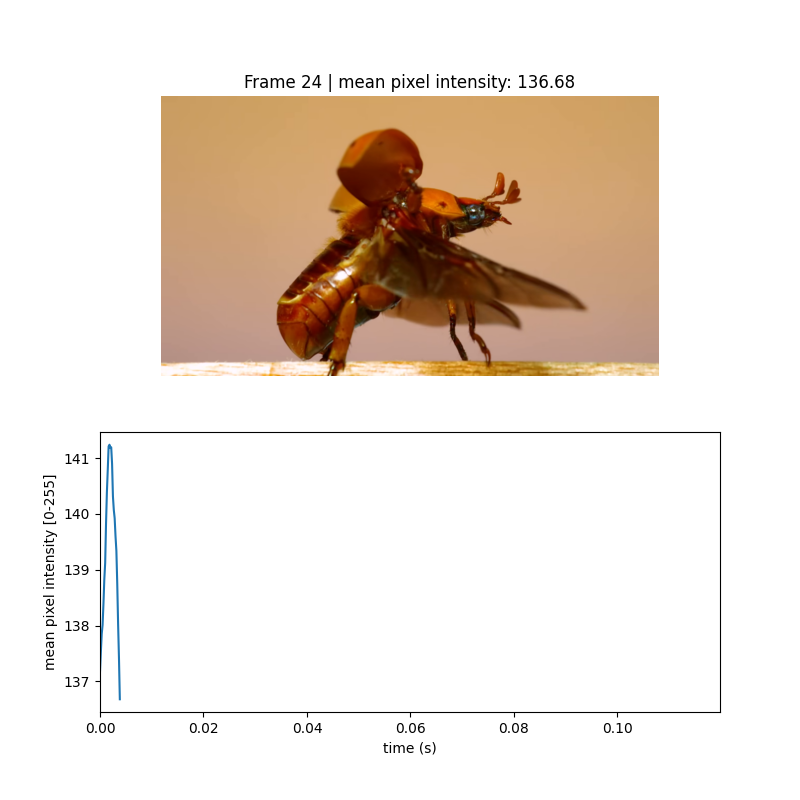 Frame 24 | mean pixel intensity: 136.68
141
140
139
138
137
mean pixel intensity [0-255]
0.00 0.02 0.04 0.06 0.08 0.10
time (s)